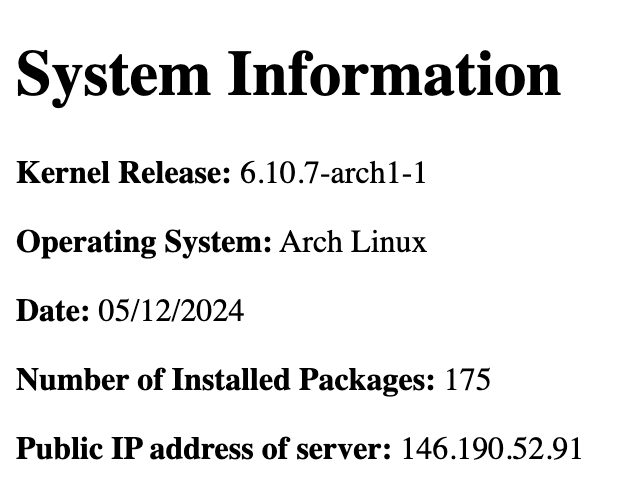 System Information
Kernel Release: 6.10.7-arch1-1
Operating System: Arch Linux
Date: 05/12/2024
Number of Installed Packages: 175
Public IP address of server: 146.190.52.91